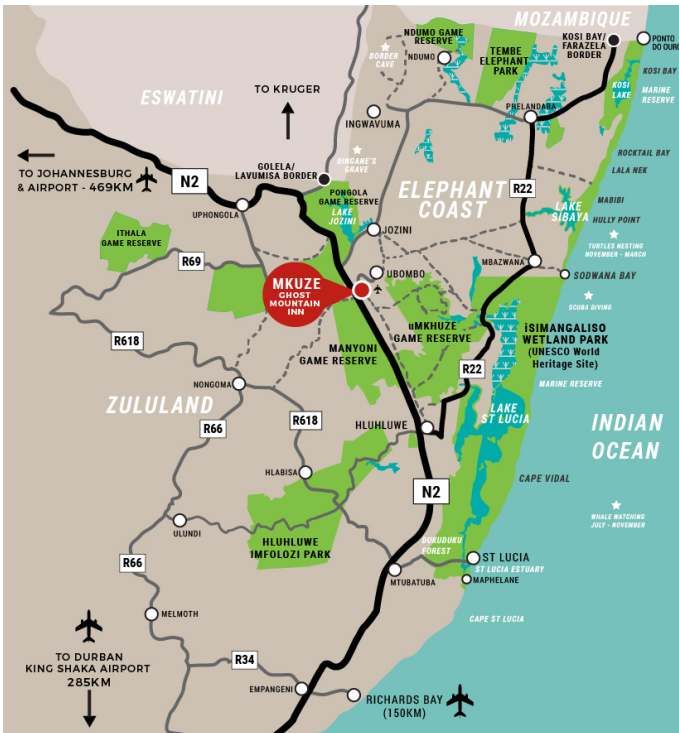 MOZAMBIQUE
NDUMO GAME
RESERVE
NDUMO
BORDER
CAVE
TEMBE
ELEPHANT
PARK
KOSI BAY/
FARAZELA
BORDER
PONTO
DO OURO
KOSI BAY
KOSI
LAKE
MARINE
RESERVE
ESWATINI
TO KRUGER
INGWAVUMA
PHELANDABA
DINGANE'S
GRAVE
ROCKTAIL BAY
LALA NEK
TO JOHANNESBURG
& AIRPORT - 469KM
N2
GOLELA/
LAVUMISA BORDER
PONGOLA
GAME RESERVE
LAKE
JOZINI
ELEPHANT
COAST
R22
MABIBI
LAKE
SIBAYA
HULLY POINT
UPHONGOLA
JOZINI
TURTLES NESTING
NOVEMBER - MARCH
ITHALA
GAME RESERVE
R69
MBAZWANA
SODWANA BAY
UBOMBO
MKUZE
GHOST
MOUNTAIN
INN
SCUBA DIVING
uMKHUZE
GAME RESERVE
iSIMANGALISO
WETLAND PARK
(UNESCO World
Heritage Site)
MANYONI
GAME RESERVE
R618
R22
MARINE RESERVE
NONGOMA
ZULULAND
R66
R618
HLUHLUWE
LAKE
ST LUCIA
INDIAN
OCEAN
HLABISA
N2
CAPE VIDAL
WHALE WATCHING
JULY - NOVEMBER
ULUNDI
HLUHLUWE
IMFOLOZI PARK
DUKUDUKU
FOREST
ST LUCIA
ST LUCIA ESTUARY
R66
MTUBATUBA
MAPHELANE
MELMOTH
CAPE ST LUCIA
TO DURBAN
KING SHAKA AIRPORT
285KM
R34
EMPANGENI
RICHARDS BAY
(150KM)